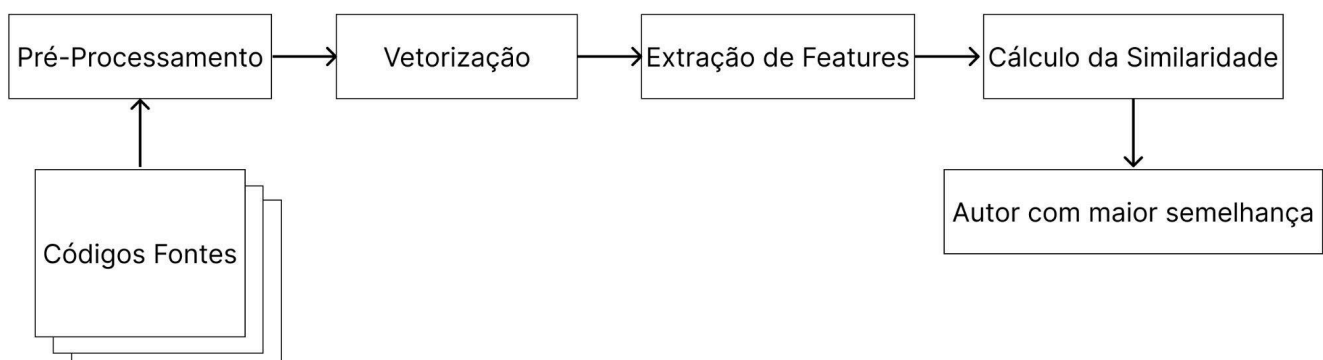 Pré-Processamento
Vetorização
Extração de Features
Cálculo da Similaridade
Códigos Fontes
Autor com maior semelhança